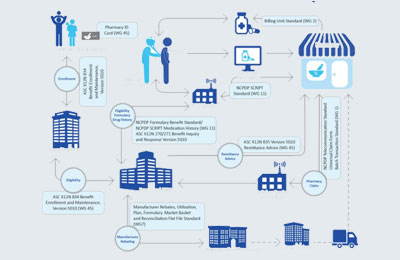 Pharmacy ID
Card (WG 45)
Billing Unit Standard (WG 2)
Enrollment
ASC X12N 834
Benefit Enrollment
and Maintenance,
Version 5010
NCPDP SCRIPT
Standard (WG 11)
Eligibility
Formulary
Drug History
NCPDP Formulary Benefit Standard/
NCPDP SCRIPT Medication History (WG 11)
ASC X12N 270/271 Benefit Inquiry
and Response Version 5010
NCPDP Telecommunication Standard
Universal Claim Form
Batch Transaction Standard (WG 1)
Remittance
Advice
ASC X12N 835 Version 5010
Remittance Advice (WG 45)
Eligibility
Pharmacy
Claims
ASC X12N 834 Benefit
Enrollment and Maintenance,
Version 5010 (WG 45)
Manufacturer Rebates, Utilization,
Plan, Formulary, Market Basket
and Reconciliation Flat File Standard
(WG7)
Manufacturer
Rebating